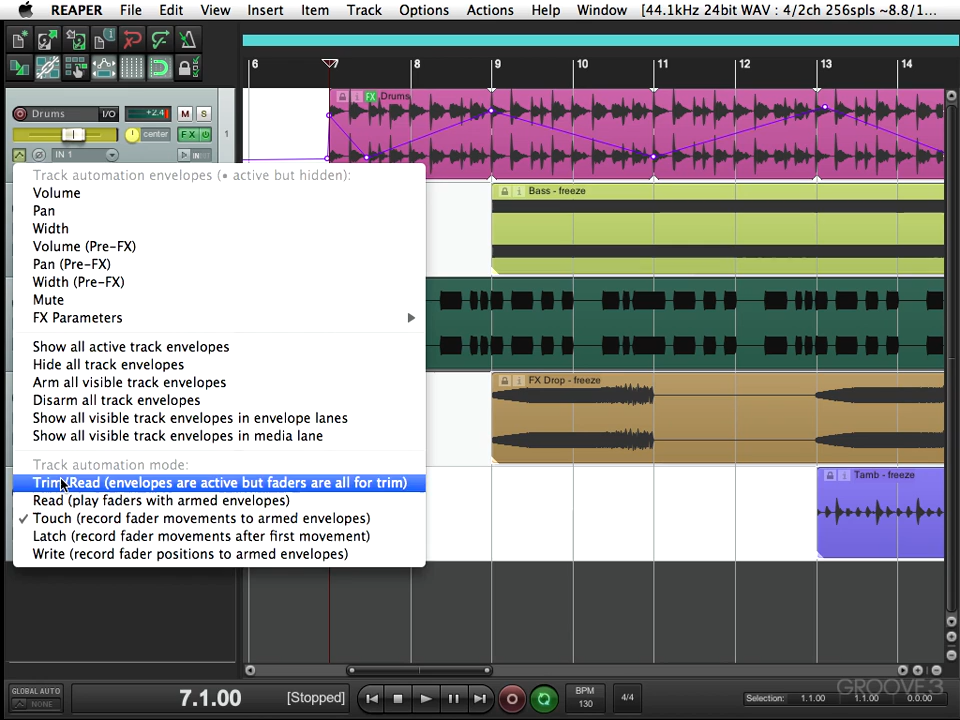 REAPER File Edit View Insert Item Track Options Actions Help Window [44.1kHz 24bit WAV : 4/2ch 256spls ~8.8/1...
6 7 8 9 10 11 12 13 14
Drums I/O +2.4 M S
FX Drums
center FX 1
IN 1 IN
Track automation envelopes (• active but hidden):
Volume
Pan
Width
Volume (Pre-FX)
Pan (Pre-FX)
Width (Pre-FX)
Mute
FX Parameters
Show all active track envelopes
Hide all track envelopes
Arm all visible track envelopes
Disarm all track envelopes
Show all visible track envelopes in envelope lanes
Show all visible track envelopes in media lane
Track automation mode:
Trim/Read (envelopes are active but faders are all for trim)
Read (play faders with armed envelopes)
Touch (record fader movements to armed envelopes)
Latch (record fader movements after first movement)
Write (record fader positions to armed envelopes)
Bass - freeze
FX Drop - freeze
Tamb - freeze
GLOBAL AUTO
NONE
7.1.00 [Stopped]
BPM
130
4/4
Selection: 1.1.00 1.1.00 0.0.00
GROOVE3